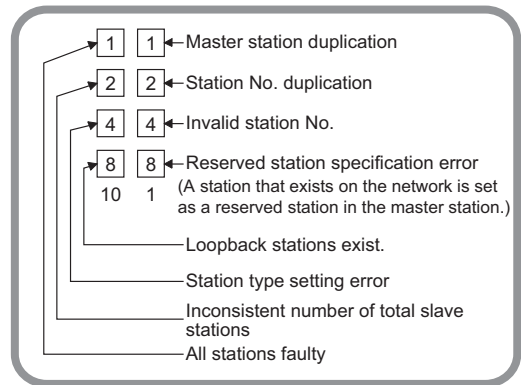 1 1 Master station duplication
2 2 Station No. duplication
4 4 Invalid station No.
8 8 Reserved station specification error
10 1 (A station that exists on the network is set
as a reserved station in the master station.)
Loopback stations exist.
Station type setting error
Inconsistent number of total slave
stations
All stations faulty